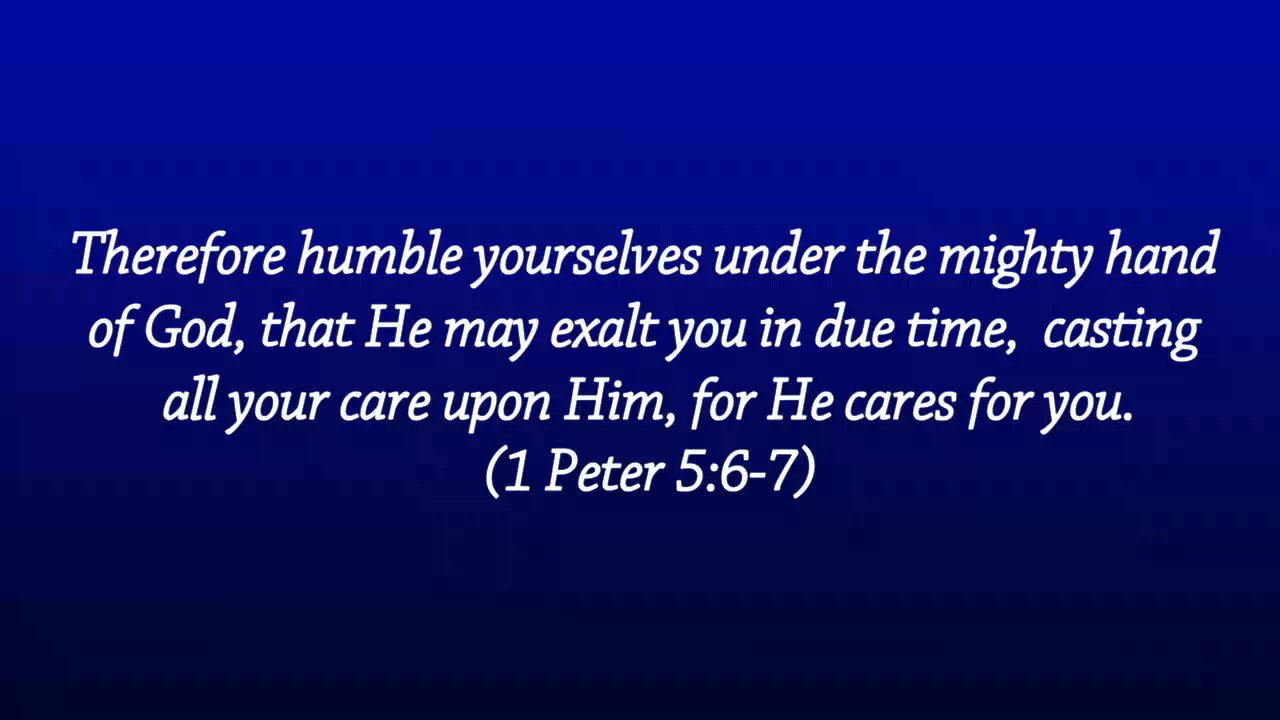 Therefore humble yourselves under the mighty hand
of God, that He may exalt you in due time,  casting
all your care upon Him, for He cares for you.
(1 Peter 5:6-7)